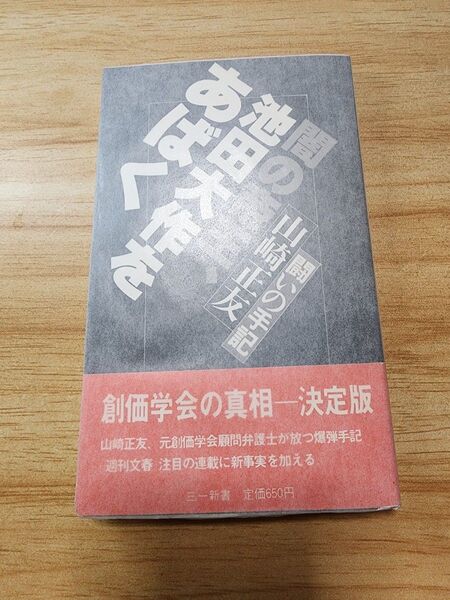 闇の
池田大作を
あばく
闘いの手記
山崎正友
創価学会の真相―決定版
山崎正友、元創価学会顧問弁護士が放つ爆弾手記
週刊文春 注目の連載に新事実を加える
三一新書 定価650円